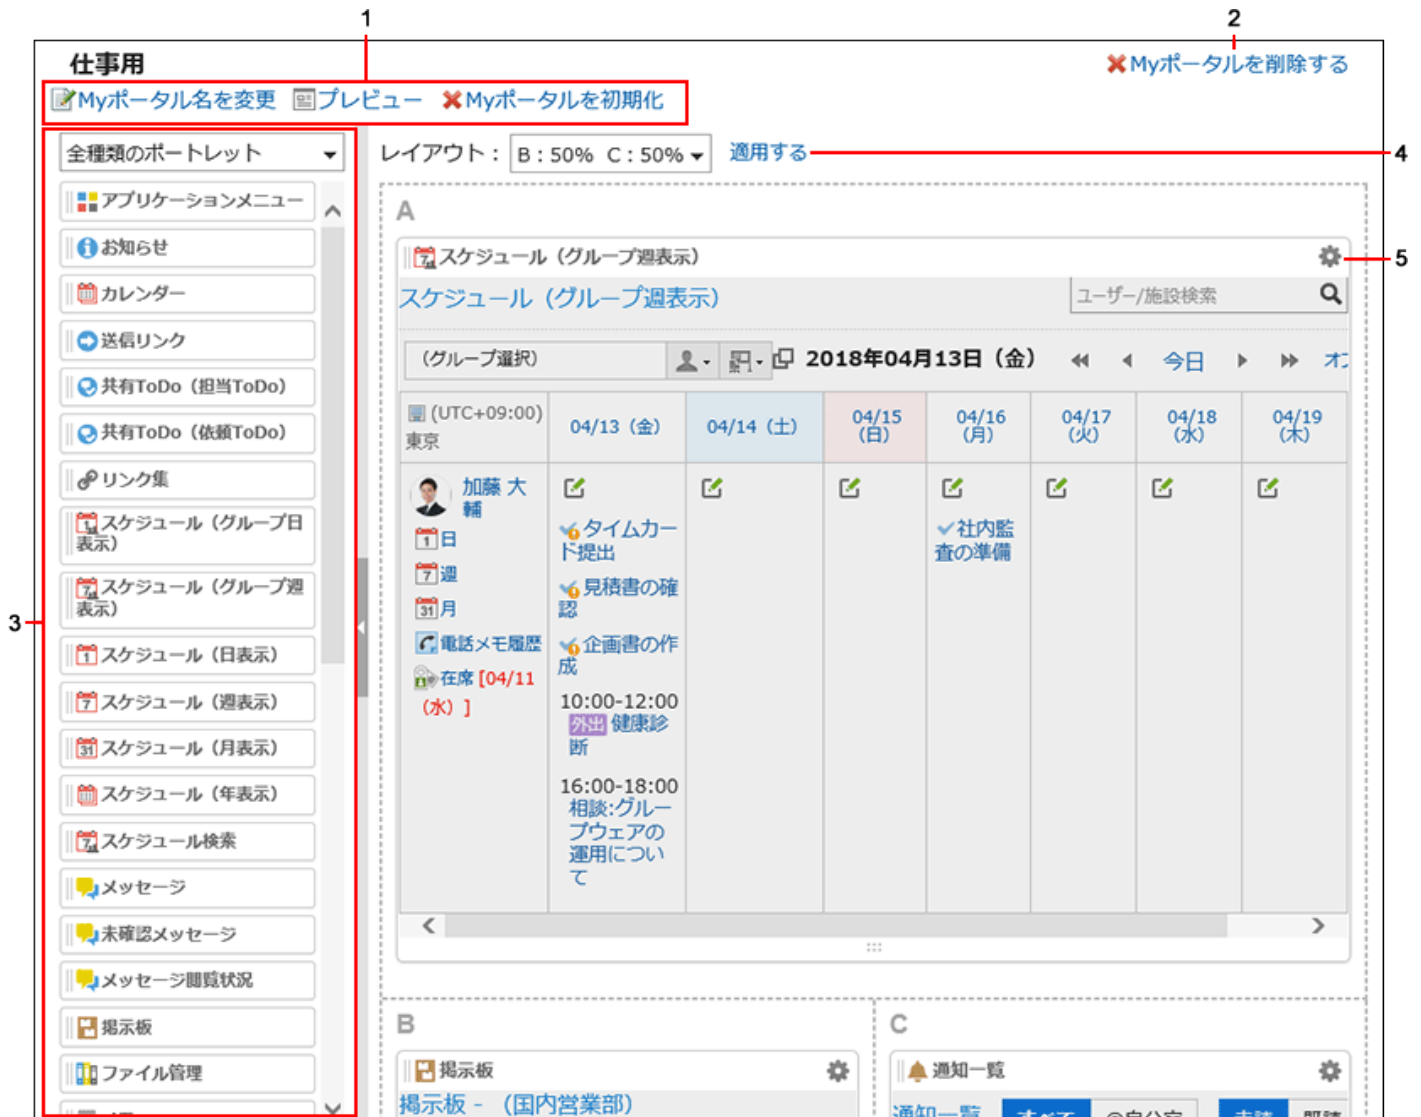 1
2
仕事用
Myポータルを削除する
Myポータル名を変更 プレビュー Myポータルを初期化
全種類のポートレット
レイアウト： B : 50% C : 50% 適用する
4
アプリケーションメニュー
お知らせ
カレンダー
送信リンク
共有ToDo（担当ToDo）
共有ToDo（依頼ToDo）
リンク集
スケジュール（グループ日
表示）
スケジュール（グループ週
表示）
3
スケジュール（日表示）
スケジュール（週表示）
スケジュール（月表示）
スケジュール（年表示）
スケジュール検索
メッセージ
未確認メッセージ
メッセージ閲覧状況
掲示板
ファイル管理
A
スケジュール（グループ週表示）
5
スケジュール（グループ週表示）
ユーザー/施設検索
（グループ選択）
2018年04月13日（金）
今日
(UTC+09:00)
東京
04/13（金）
04/14（土）
04/15
（日）
04/16
（月）
04/17
（火）
04/18
（水）
04/19
（木）
加藤 大
輔
1日
7週
31月
電話メモ履歴
在席 [04/11
（水）]
タイムカー
ド提出
見積書の確
認
企画書の作
成
10:00-12:00
外出 健康診
断
16:00-18:00
相談:グルー
プウェアの
運用につい
て
社内監
査の準備
B
掲示板
掲示板 - （国内営業部）
C
通知一覧
通知一覧 すべて @自分宛 未読 既読